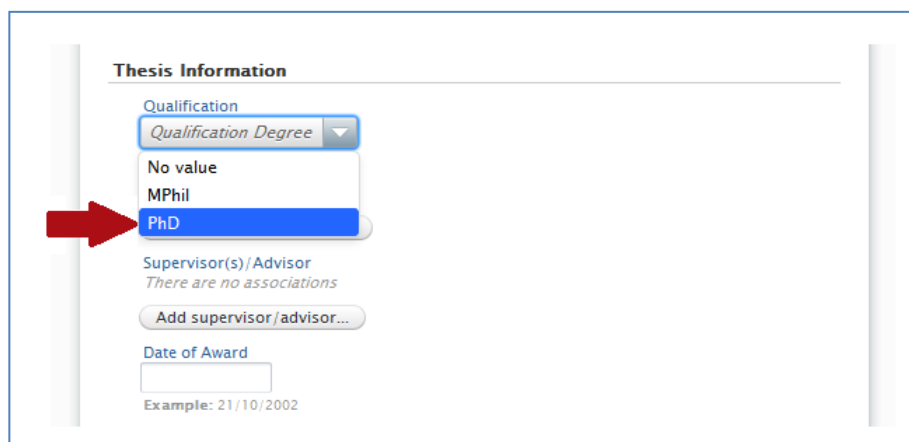 Thesis Information
Qualification
Qualification Degree
No value
MPhil
PhD
Supervisor(s)/Advisor
There are no associations
Add supervisor/advisor...
Date of Award
Example: 21/10/2002